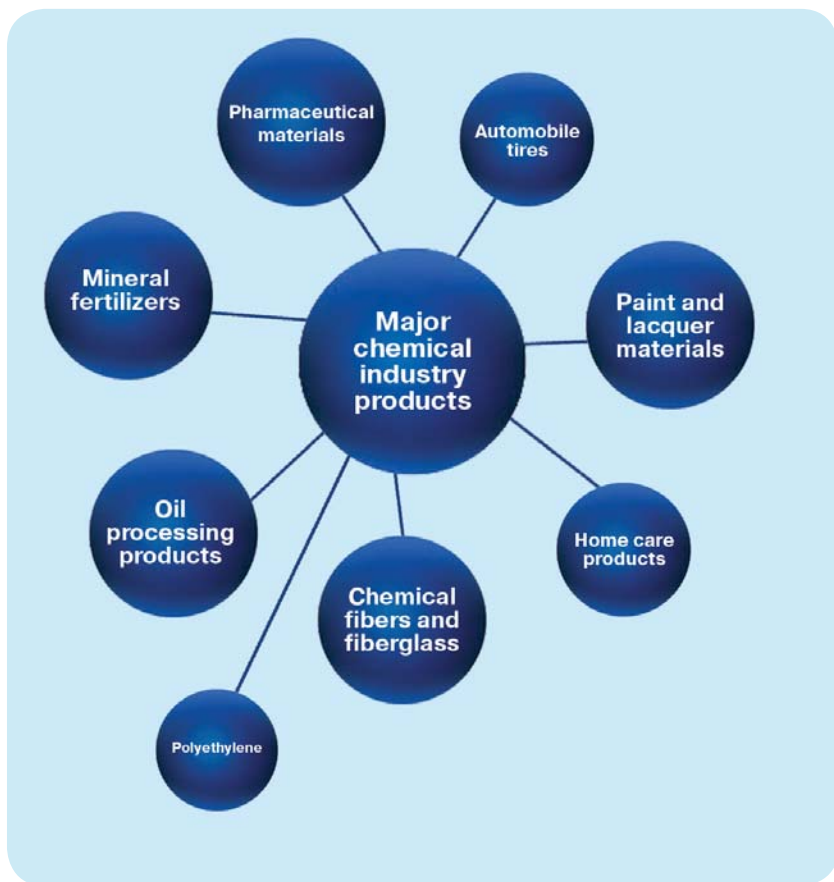 Pharmaceutical
materials
Automobile
tires
Mineral
fertilizers
Major
chemical
industry
products
Paint and
lacquer
materials
Oil
processing
products
Home care
products
Chemical
fibers and
fiberglass
Polyethylene